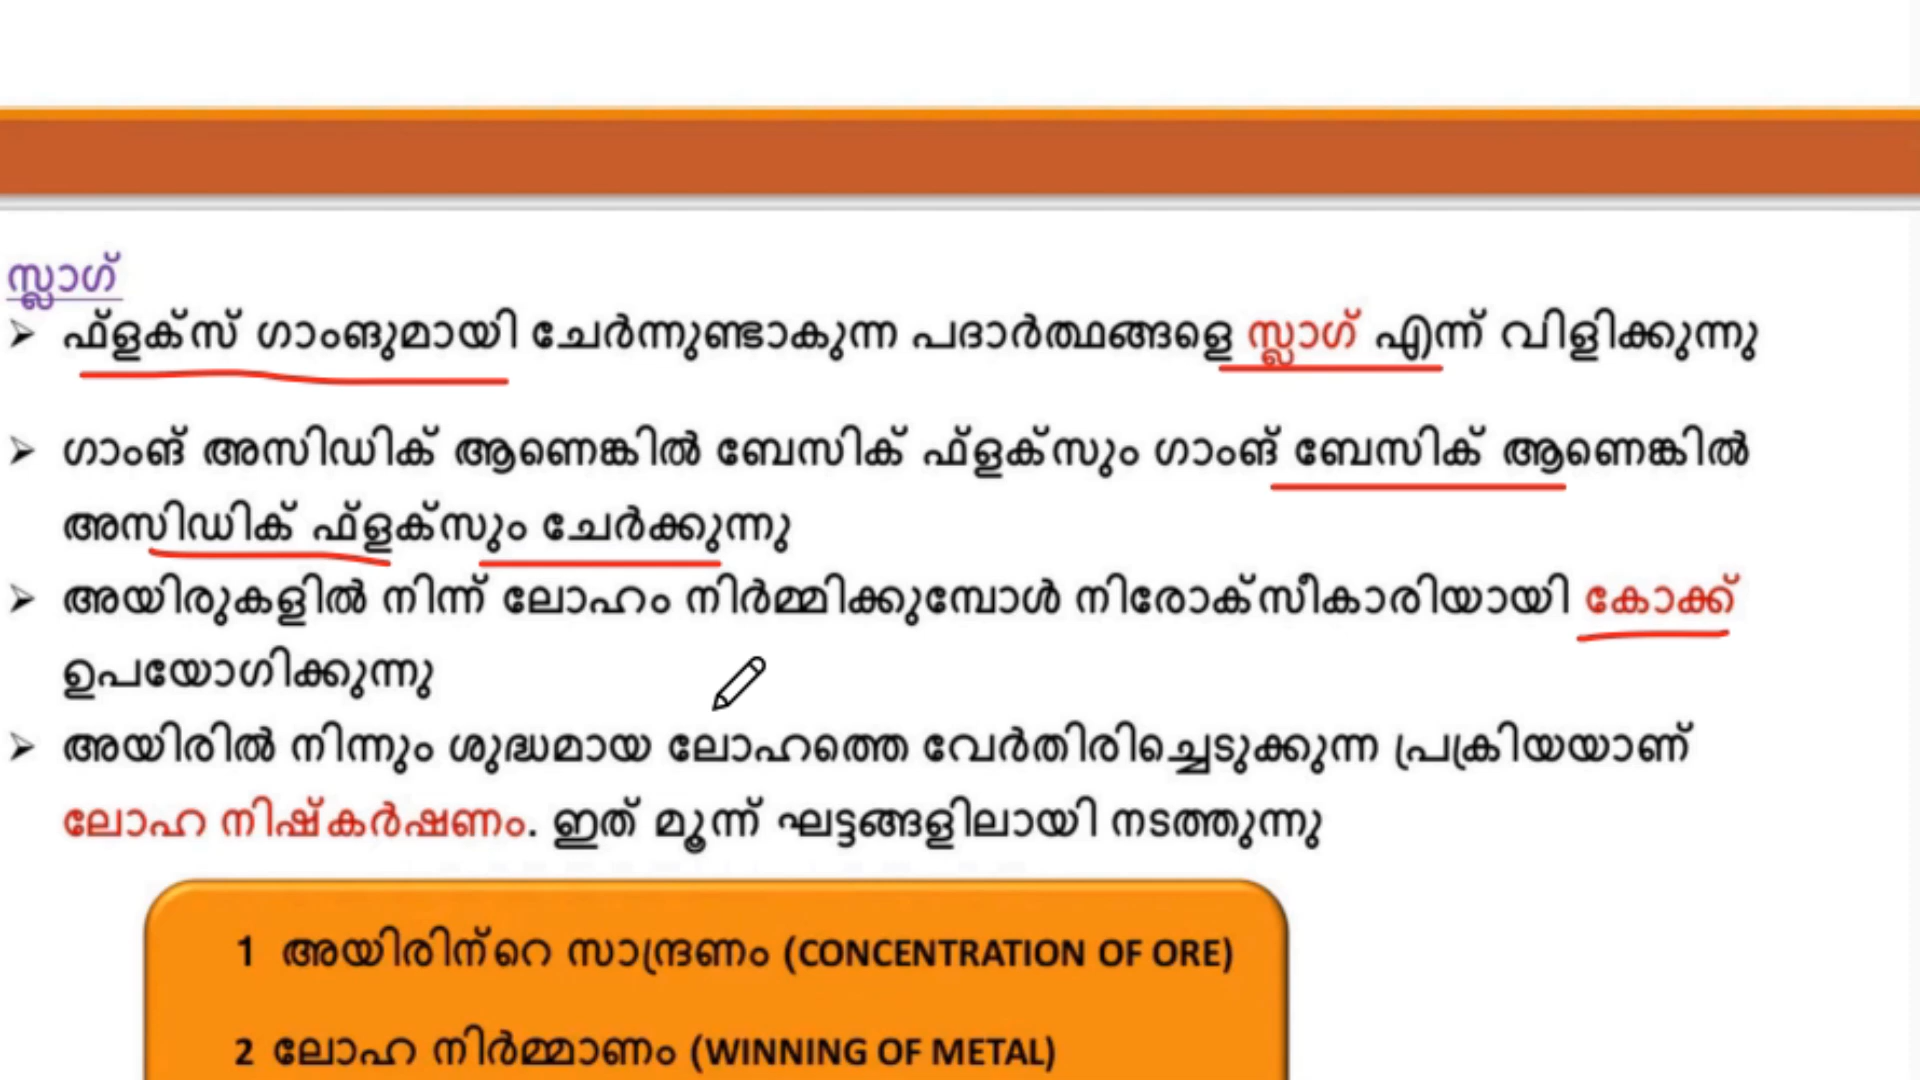 സ്ലാഗ്
➢ ഫ്ളക്സ് ഗാംങുമായി ചേർന്നുണ്ടാകുന്ന പദാർത്ഥങ്ങളെ സ്ലാഗ് എന്ന് വിളിക്കുന്നു
➢ ഗാംങ് അസിഡിക് ആണെങ്കിൽ ബേസിക് ഫ്ളക്സും ഗാംങ് ബേസിക് ആണെങ്കിൽ
അസിഡിക് ഫ്ളക്സും ചേർക്കുന്നു
➢ അയിരുകളിൽ നിന്ന് ലോഹം നിർമ്മിക്കുമ്പോൾ നിരോക്സീകാരിയായി കോക്ക്
ഉപയോഗിക്കുന്നു
➢ അയിരിൽ നിന്നും ശുദ്ധമായ ലോഹത്തെ വേർതിരിച്ചെടുക്കുന്ന പ്രക്രിയയാണ്
ലോഹ നിഷ്കർഷണം. ഇത് മൂന്ന് ഘട്ടങ്ങളിലായി നടത്തുന്നു
1 അയിരിന്റെ സാന്ദ്രണം (CONCENTRATION OF ORE)
2 ലോഹ നിർമ്മാണം (WINNING OF METAL)